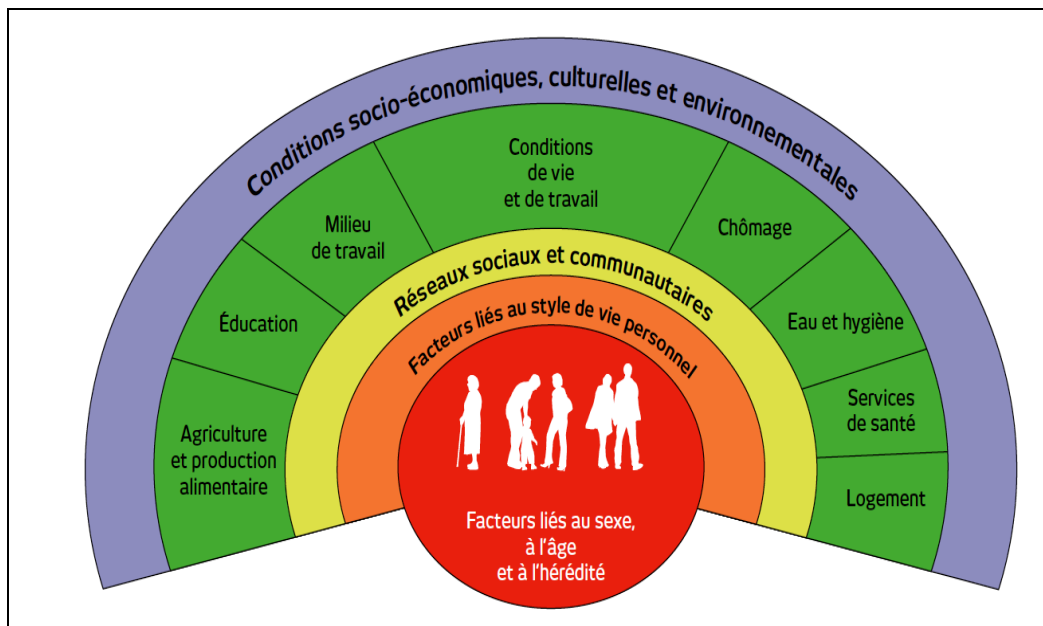 Conditions socio-économiques, culturelles et environnementales
Conditions
de vie
et de travail
Milieu
de travail
Chômage
Éducation
Eau et hygiène
Agriculture
et production
alimentaire
Services
de santé
Logement
Réseaux sociaux et communautaires
Facteurs liés au style de vie personnel
Facteurs liés au sexe,
à l'âge
et à l'hérédité